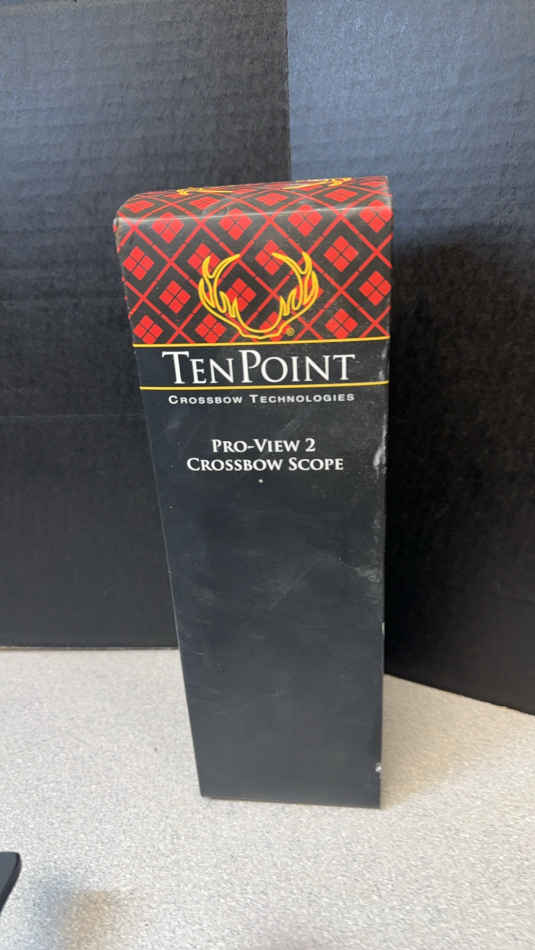 ®
TENPOINT
CROSSBOW TECHNOLOGIES
PRO-VIEW 2
CROSSBOW SCOPE